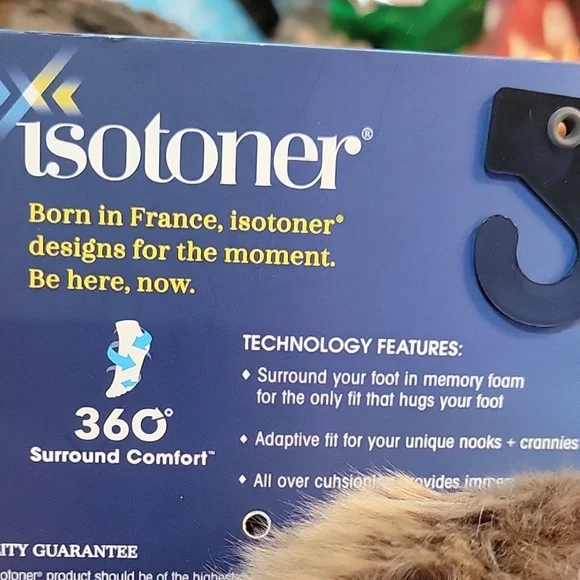 isotoner®
Born in France, isotoner®
designs for the moment.
Be here, now.
360°
Surround Comfort™
TECHNOLOGY FEATURES:
♦ Surround your foot in memory foam
for the only fit that hugs your foot
♦ Adaptive fit for your unique nooks + crannies
♦ All over
ITY GUARANTEE
otoner® product should be of the highest